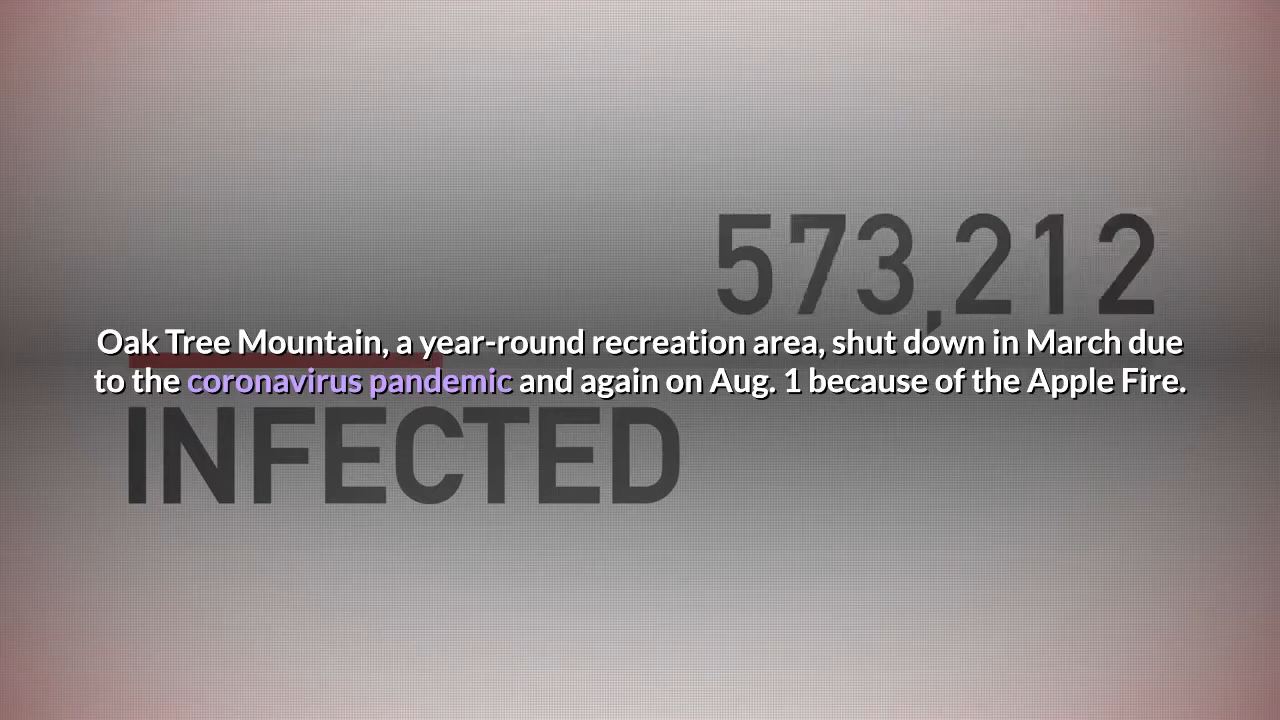 573,212
Oak Tree Mountain, a year-round recreation area, shut down in March due
to the coronavirus pandemic and again on Aug. 1 because of the Apple Fire.
INFECTED